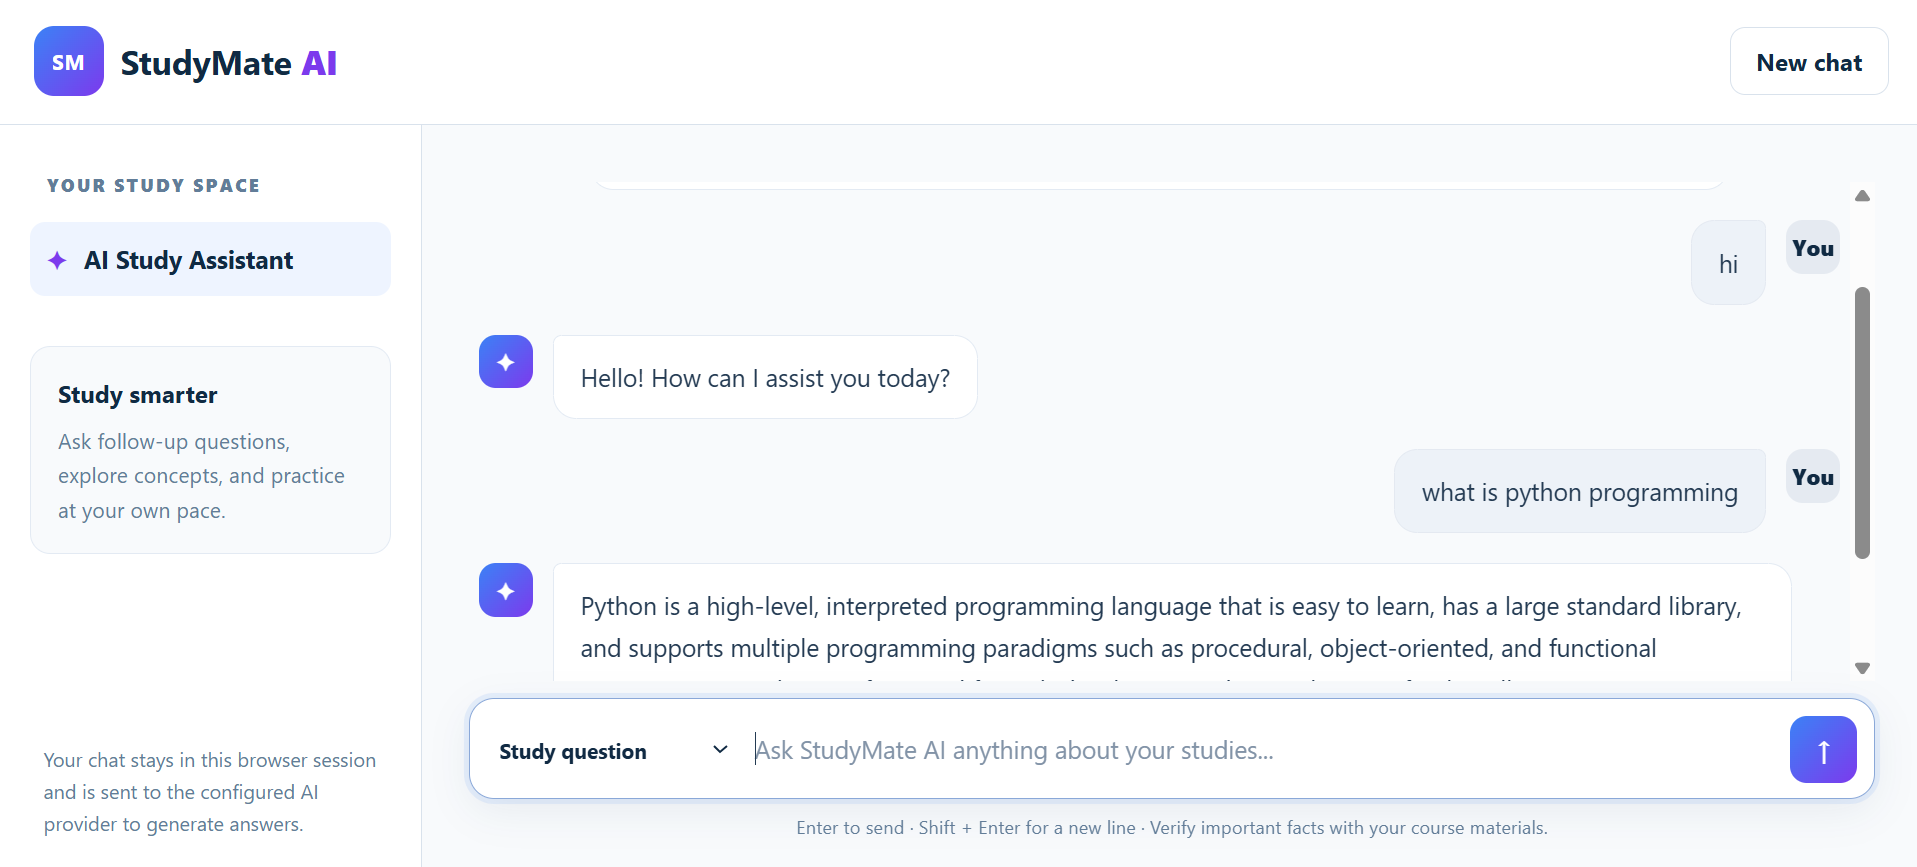 SM
StudyMate AI
New chat
YOUR STUDY SPACE
AI Study Assistant
Study smarter
Ask follow-up questions,
explore concepts, and practice
at your own pace.
Your chat stays in this browser session
and is sent to the configured AI
provider to generate answers.
hi
You
Hello! How can I assist you today?
what is python programming
You
Python is a high-level, interpreted programming language that is easy to learn, has a large standard library,
and supports multiple programming paradigms such as procedural, object-oriented, and functional
Study question
Ask StudyMate AI anything about your studies...
Enter to send · Shift + Enter for a new line · Verify important facts with your course materials.